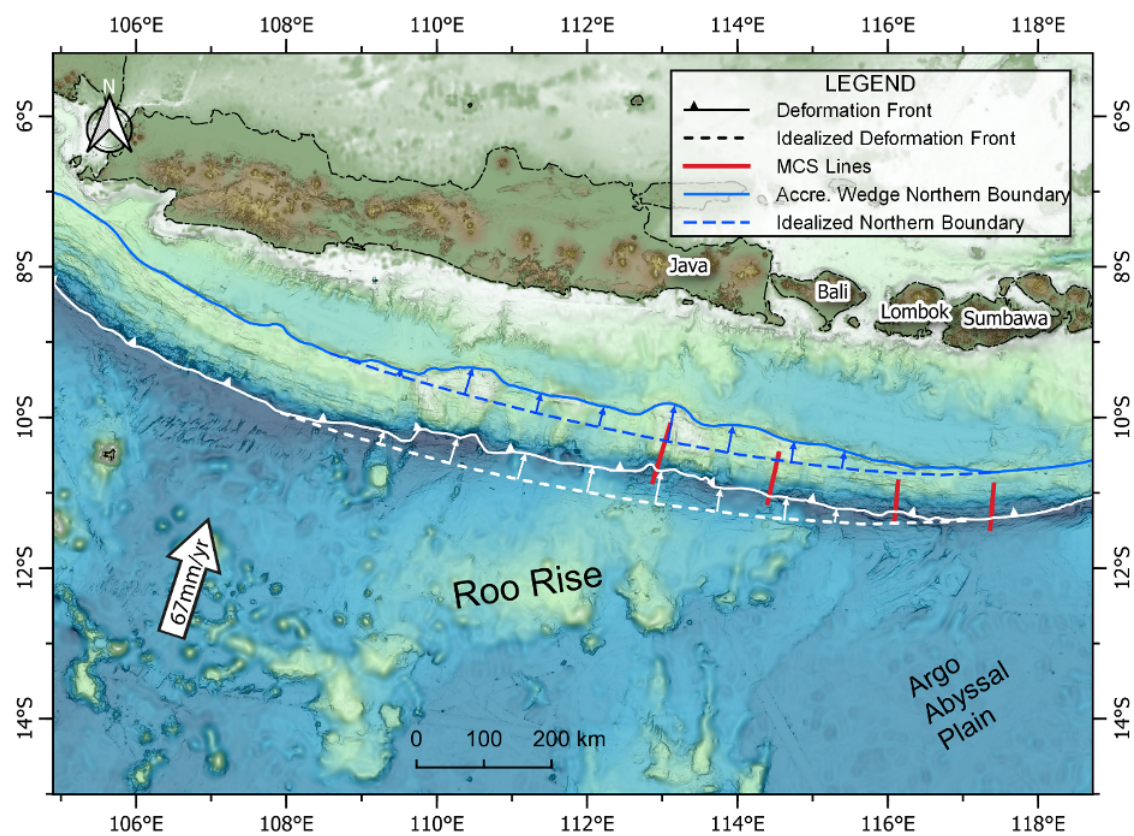 106°E 108°E 110°E 112°E 114°E 116°E 118°E
N
LEGEND
Deformation Front
Idealized Deformation Front
MCS Lines
Accre. Wedge Northern Boundary
Idealized Northern Boundary
6°S 6°S
8°S 8°S
Java
Bali
Lombok
Sumbawa
10°S 10°S
12°S 12°S
67mm/yr
Roo Rise
Argo
Abyssal
Plain
14°S 14°S
0 100 200 km
106°E 108°E 110°E 112°E 114°E 116°E 118°E